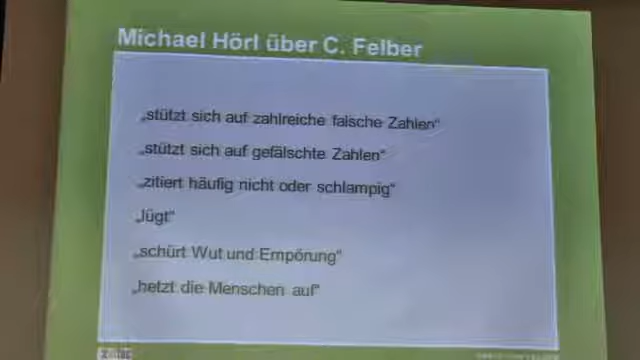 Michael Hörl über C. Felber
„stützt sich auf zahlreiche falsche Zahlen“
„stützt sich auf gefälschte Zahlen“
„zitiert häufig nicht oder schlampig“
„lügt“
„schürt Wut und Empörung“
„hetzt die Menschen auf“